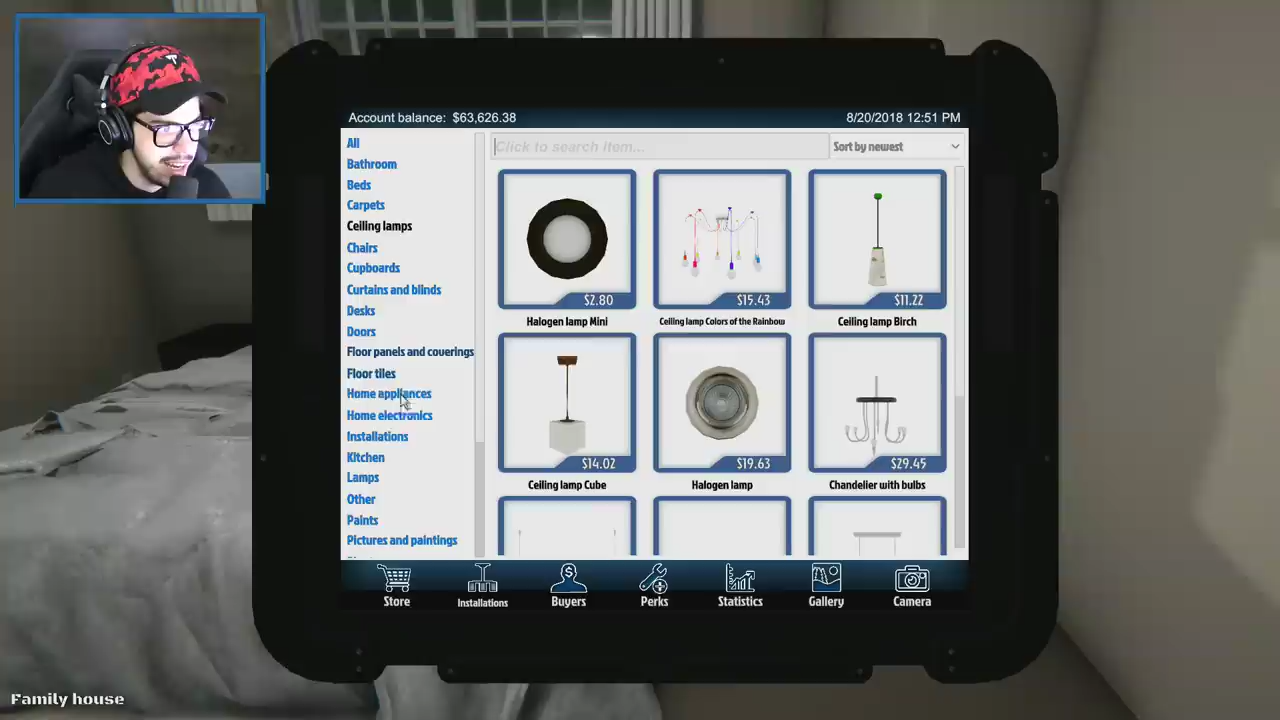 Account balance: $63,626.38
8/20/2018 12:51 PM
All
Bathroom
Beds
Carpets
Ceiling lamps
Chairs
Cupboards
Curtains and blinds
Desks
Doors
Floor panels and coverings
Floor tiles
Home appliances
Home electronics
Installations
Kitchen
Lamps
Other
Paints
Pictures and paintings
Click to search item...
Sort by newest
$2.80
$15.43
$11.22
Halogen lamp Mini
Ceiling lamp Colors of the Rainbow
Ceiling lamp Birch
$14.02
$19.63
$29.45
Ceiling lamp Cube
Halogen lamp
Chandelier with bulbs
Store
Installations
Buyers
Perks
Statistics
Gallery
Camera
Family house